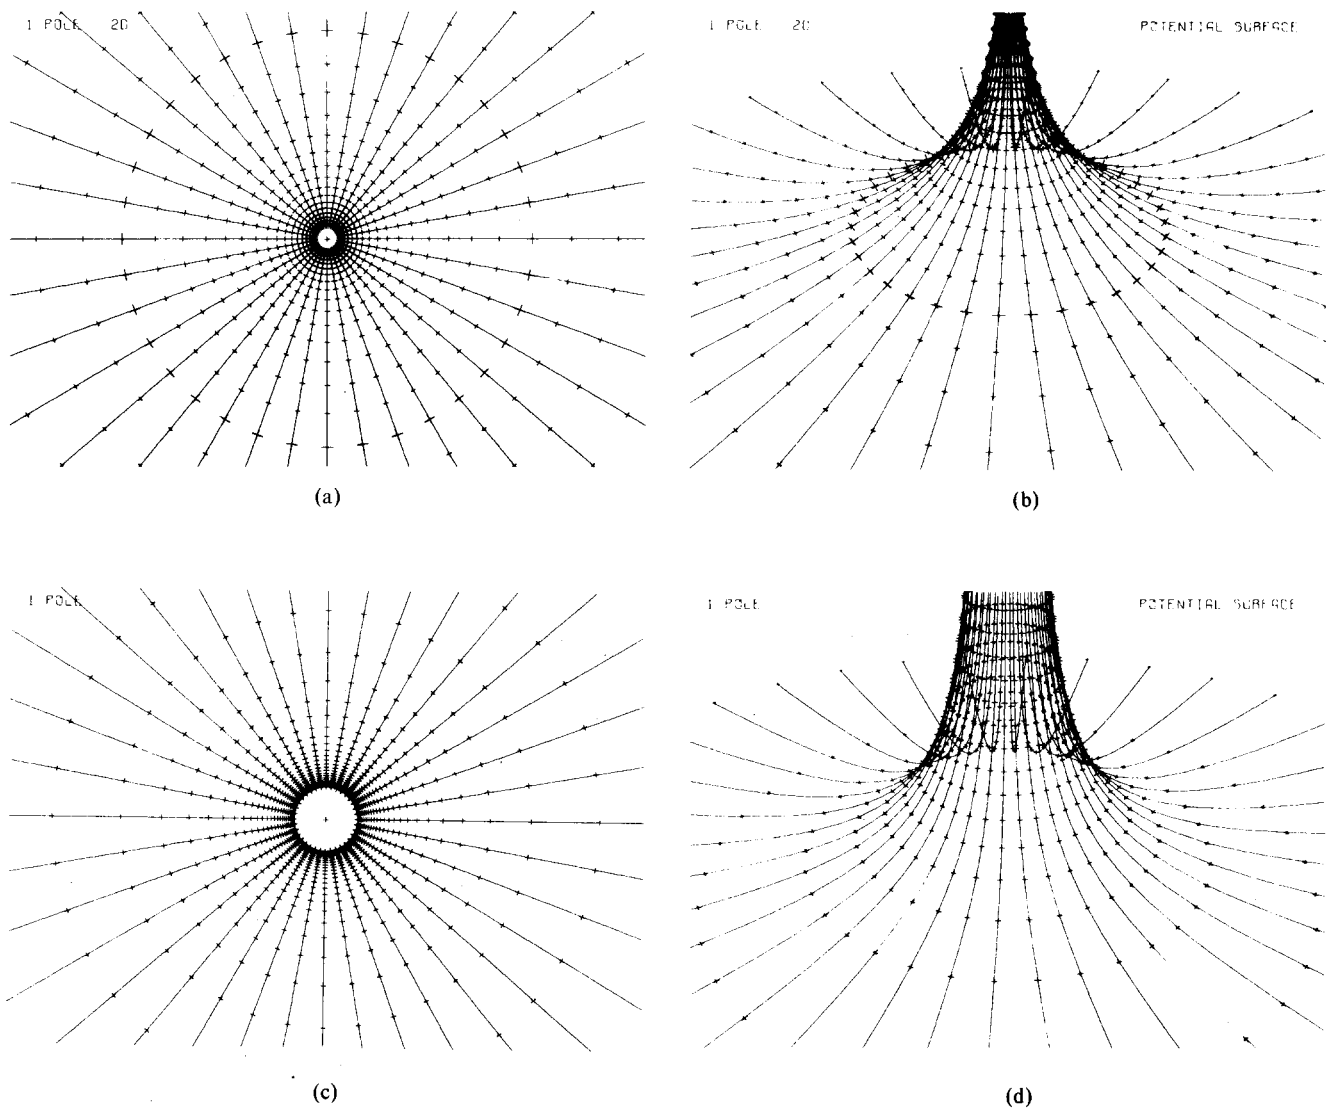 1 POLE 2D
1 POLE 2D POTENTIAL SURFACE
(a)
(b)
1 POLE
1 POLE POTENTIAL SURFACE
(c)
(d)